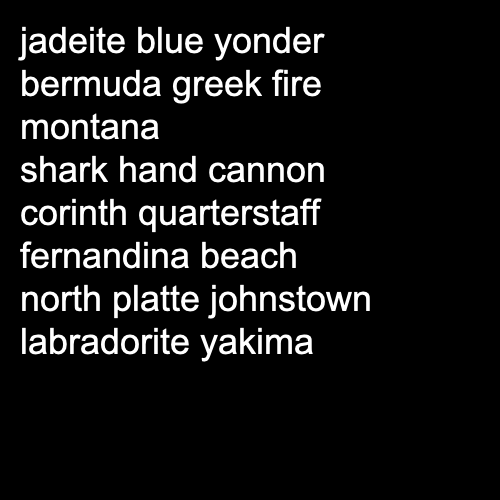 jadeite blue yonder
bermuda greek fire
montana
shark hand cannon
corinth quarterstaff
fernandina beach
north platte johnstown
labradorite yakima